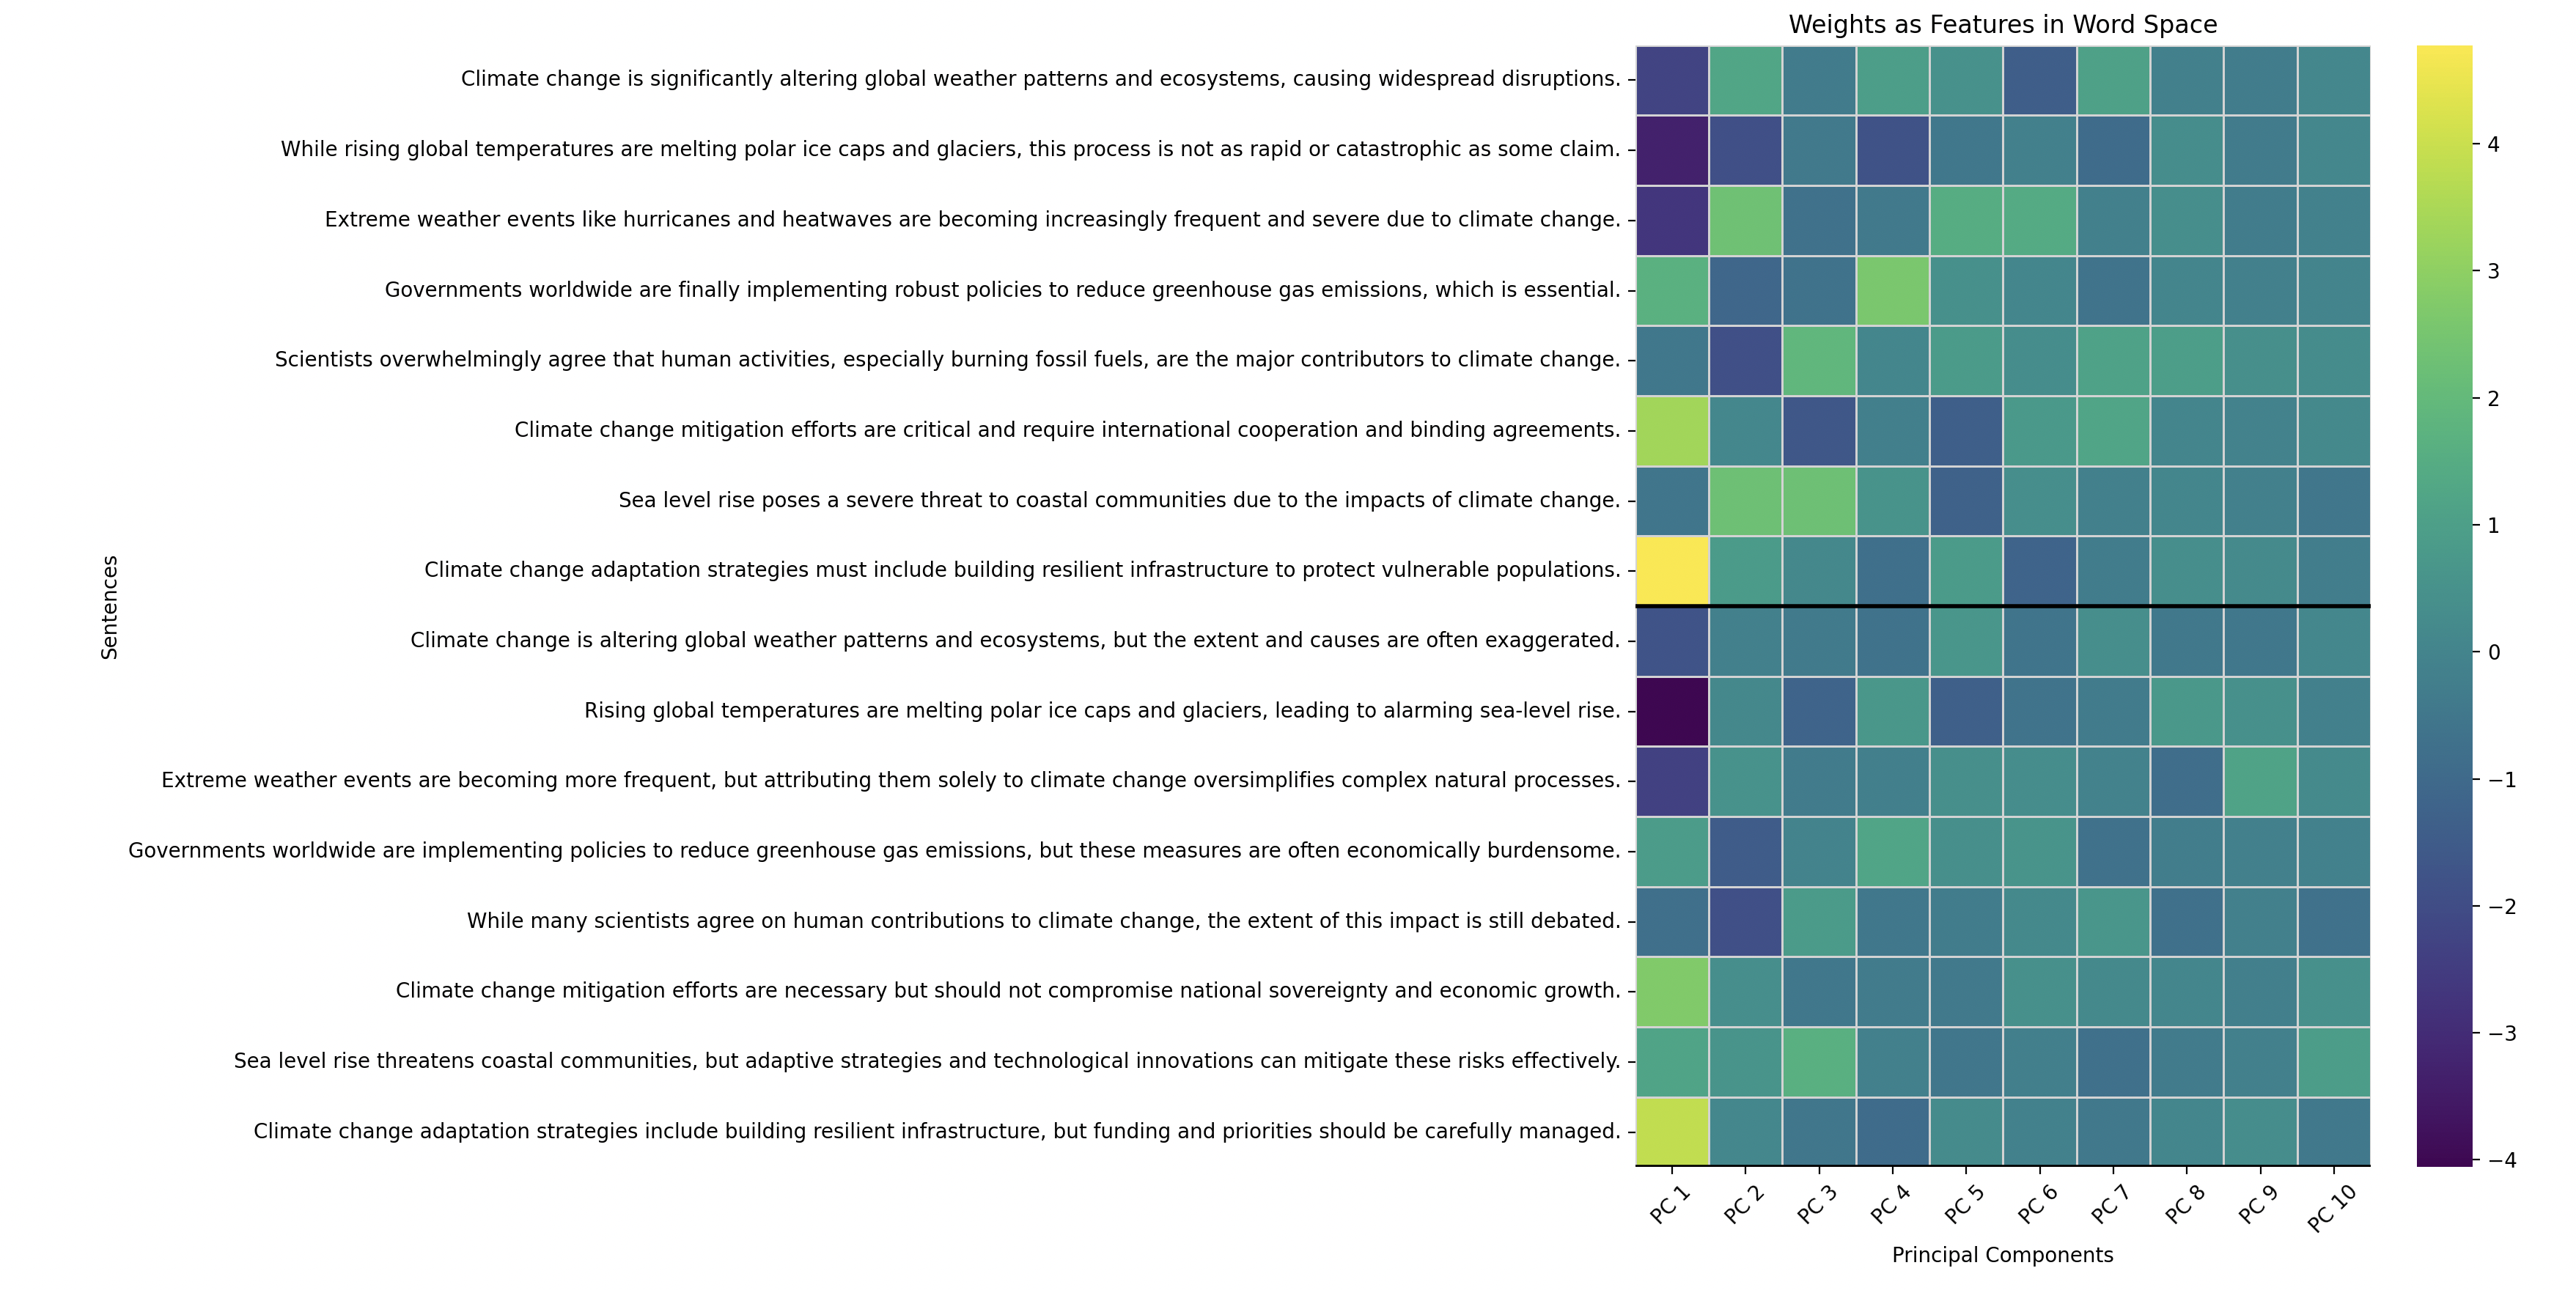 Weights as Features in Word Space
Climate change is significantly altering global weather patterns and ecosystems, causing widespread disruptions.
While rising global temperatures are melting polar ice caps and glaciers, this process is not as rapid or catastrophic as some claim.
Extreme weather events like hurricanes and heatwaves are becoming increasingly frequent and severe due to climate change.
Governments worldwide are finally implementing robust policies to reduce greenhouse gas emissions, which is essential.
Scientists overwhelmingly agree that human activities, especially burning fossil fuels, are the major contributors to climate change.
Climate change mitigation efforts are critical and require international cooperation and binding agreements.
Sea level rise poses a severe threat to coastal communities due to the impacts of climate change.
Climate change adaptation strategies must include building resilient infrastructure to protect vulnerable populations.
Climate change is altering global weather patterns and ecosystems, but the extent and causes are often exaggerated.
Rising global temperatures are melting polar ice caps and glaciers, leading to alarming sea-level rise.
Extreme weather events are becoming more frequent, but attributing them solely to climate change oversimplifies complex natural processes.
Governments worldwide are implementing policies to reduce greenhouse gas emissions, but these measures are often economically burdensome.
While many scientists agree on human contributions to climate change, the extent of this impact is still debated.
Climate change mitigation efforts are necessary but should not compromise national sovereignty and economic growth.
Sea level rise threatens coastal communities, but adaptive strategies and technological innovations can mitigate these risks effectively.
Climate change adaptation strategies include building resilient infrastructure, but funding and priorities should be carefully managed.
Sentences
PC 1
PC 2
PC 3
PC 4
PC 5
PC 6
PC 7
PC 8
PC 9
PC 10
Principal Components
4
3
2
1
0
−1
−2
−3
−4